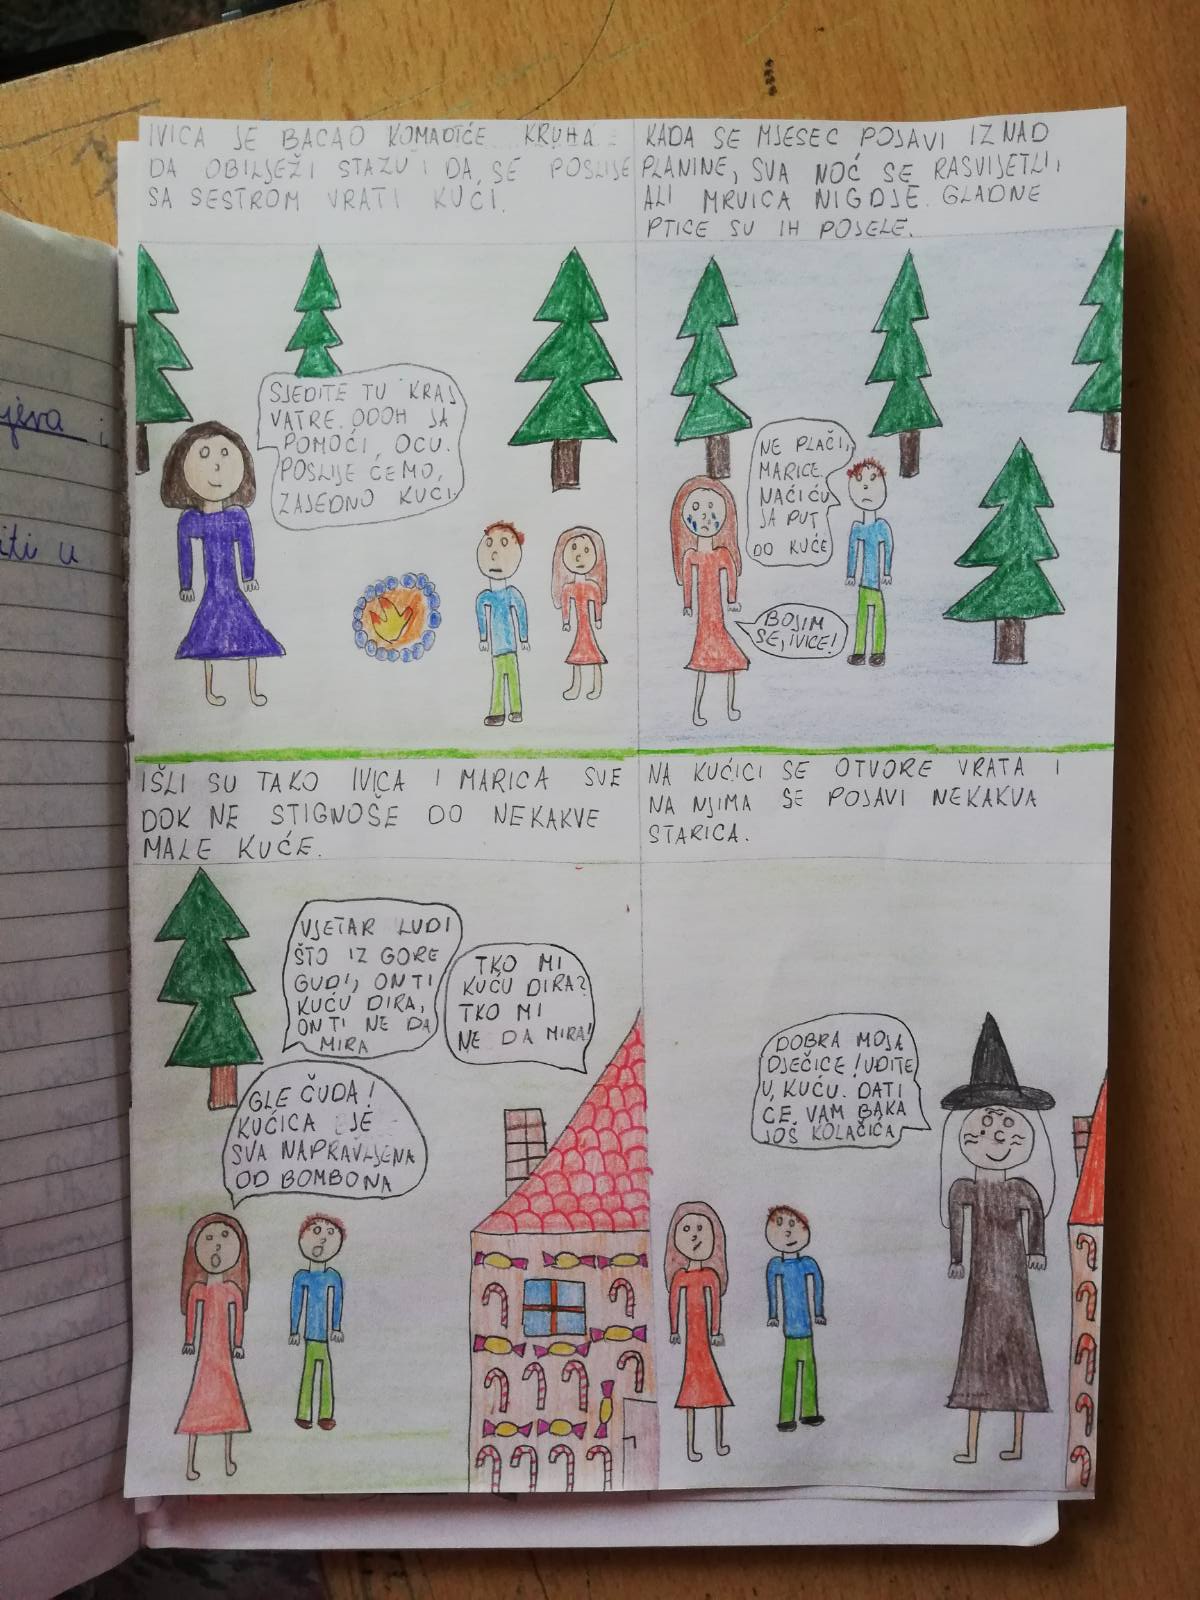 IVICA JE BACAO KOMADIĆE KRUHA
DA OBILJEŽI STAZU I DA SE POSLIJE
SA SESTROM VRATI KUĆI.
SJEDITE TU KRAJ
VATRE. ODOH JA
POMOĆI, OCU.
POSLIJE ĆEMO,
ZAJEDNO KUĆI.
KADA SE MJESEC POJAVI IZNAD
PLANINE, SVA NOĆ SE RASVIJETLI,
ALI MRVICA NIGDJE. GLADNE
PTICE SU IH POJELE.
NE PLAČI,
MARICE.
NAĆI ĆU
JA PUT
DO KUĆE
BOJIM
SE, IVICE!
IŠLI SU TAKO IVICA I MARICA SVE
DOK NE STIGNOŠE DO NEKAKVE
MALE KUĆE.
VJETAR LUDI
ŠTO IZ GORE
GUDI, ON TI
KUĆU DIRA,
ON TI NE DA
MIRA
TKO MI
KUĆU DIRA?
TKO MI
NE DA MIRA!
GLE ČUDA!
KUĆICA JE
SVA NAPRAVLJENA
OD BOMBONA
NA KUĆICI SE OTVORE VRATA I
NA NJIMA SE POJAVI NEKAKVA
STARICA.
DOBRA MOJA
DJEČICE! UĐITE
U, KUĆU. DATI
ĆE, VAM BAKA
JOŠ KOLAČIĆA
jeva i
iti u